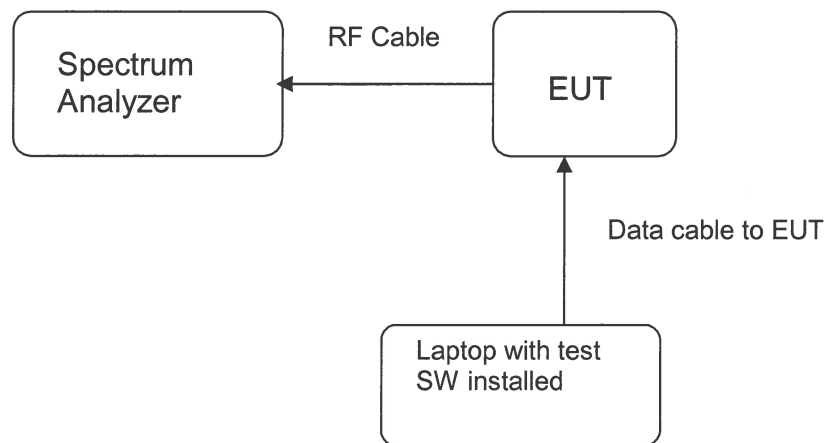 RF Cable
Spectrum
Analyzer
EUT
Data cable to EUT
Laptop with test
SW installed